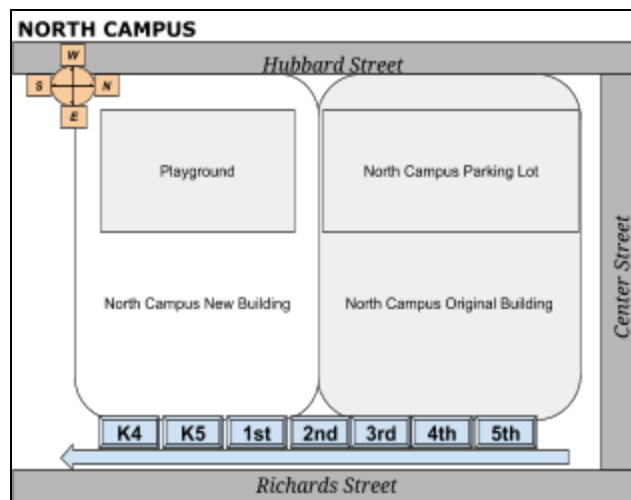 NORTH CAMPUS
Hubbard Street
W
S
N
E
Playground
North Campus Parking Lot
Center Street
North Campus New Building
North Campus Original Building
K4
K5
1st
2nd
3rd
4th
5th
Richards Street